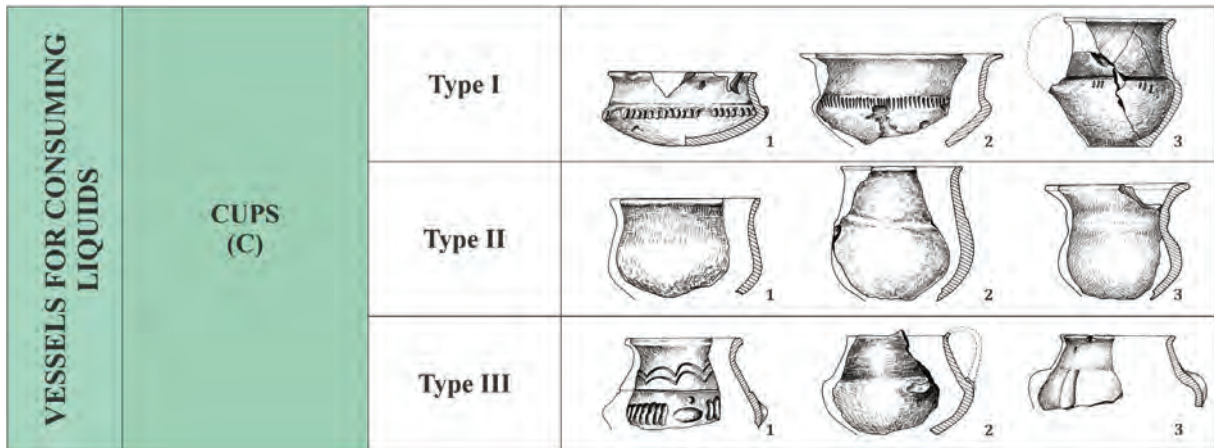 VESSELS FOR CONSUMING
LIQUIDS
CUPS
(C)
Type I
1
2
3
Type II
1
2
3
Type III
1
2
3